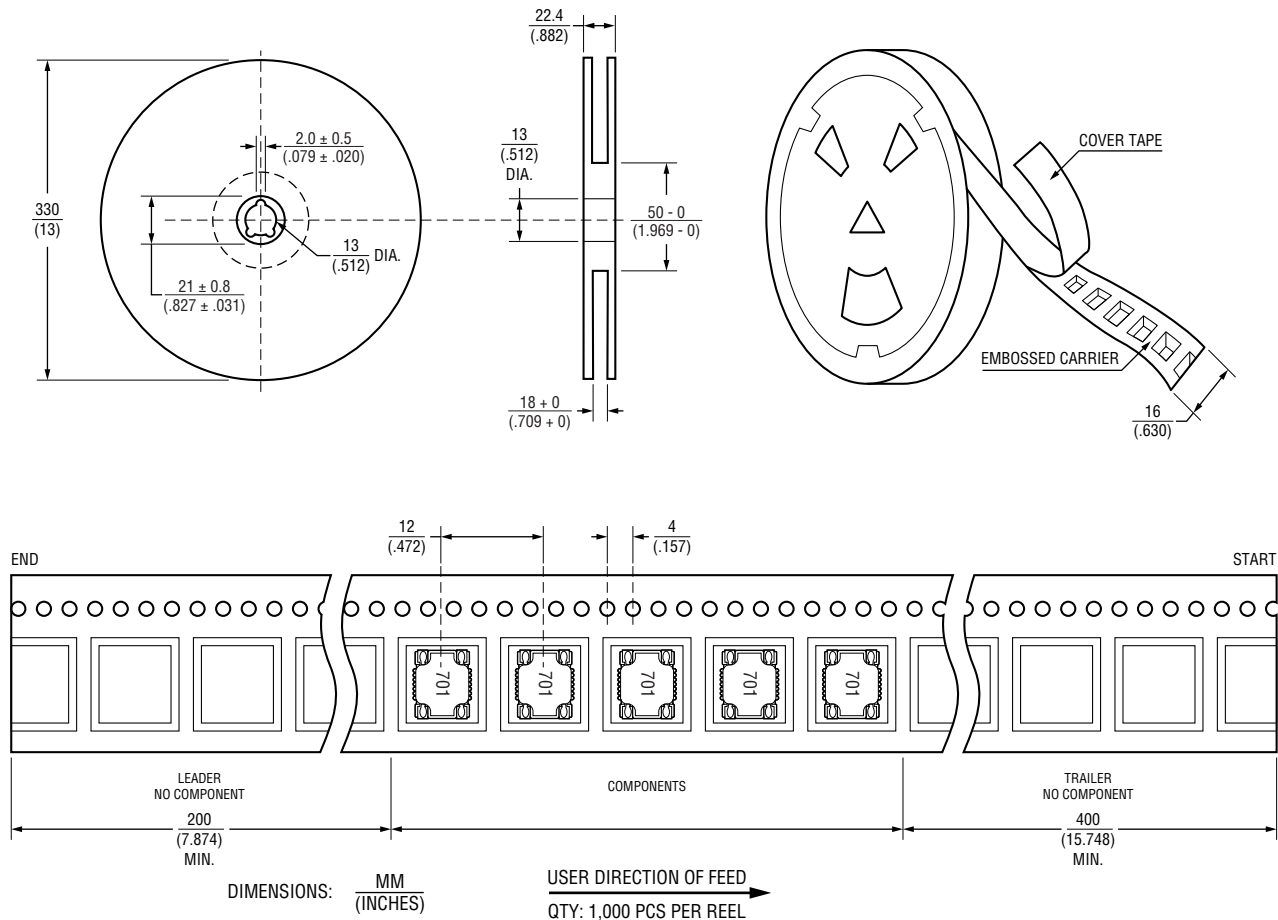 22.4
(.882)
2.0 ± 0.5
(.079 ± .020)
13
(.512)
DIA.
COVER TAPE
330
(13)
50 - 0
(1.969 - 0)
13
(.512)
DIA.
21 ± 0.8
(.827 ± .031)
EMBOSSED CARRIER
18 + 0
(.709 + 0)
16
(.630)
12
(.472)
4
(.157)
END
START
701
701
701
701
701
LEADER
NO COMPONENT
COMPONENTS
TRAILER
NO COMPONENT
200
(7.874)
MIN.
400
(15.748)
MIN.
DIMENSIONS:
MM
(INCHES)
USER DIRECTION OF FEED
QTY: 1,000 PCS PER REEL